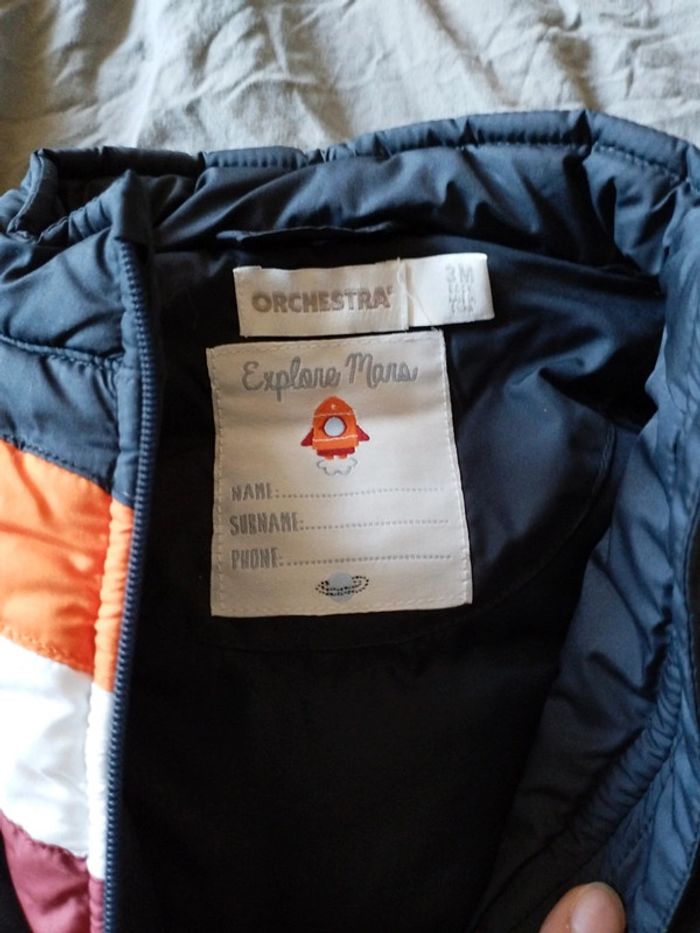 ORCHESTRA
3M
Explore Mars
NAME:
SURNAME:
PHONE: